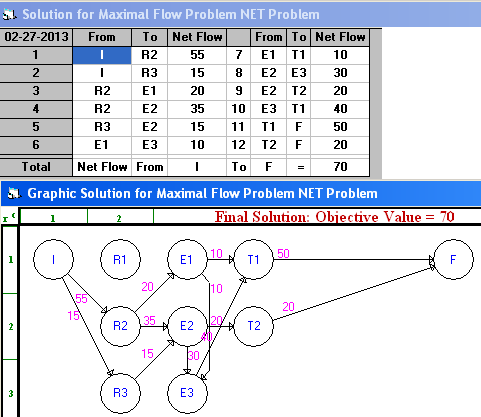 Solution for Maximal Flow Problem NET Problem
02-27-2013 From To Net Flow From To Net Flow
1 I R2 55 7 E1 T1 10
2 I R3 15 8 E2 E3 30
3 R2 E1 20 9 E2 T2 20
4 R2 E2 35 10 E3 T1 40
5 R3 E2 15 11 T1 F 50
6 E1 E3 10 12 T2 F 20
Total Net Flow From I To F = 70
Graphic Solution for Maximal Flow Problem NET Problem
r c 1 2 Final Solution: Objective Value = 70
1 I R1 E1 10 T1 50 F
55 20 10
15
2 R2 35 E2 20 T2 20
40
15 30
3 R3 E3